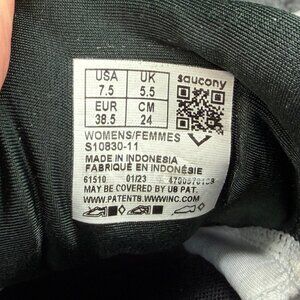 USA UK saucony
7.5 5.5
EUR CM
38.5 24
WOMENS/FEMMES
S10830-11
MADE IN INDONESIA
FABRIQUÉ EN INDONÉSIE
61510 01/23
MAY BE COVERED BY US PAT.
WWW.PATENTS.WWWINC.COM